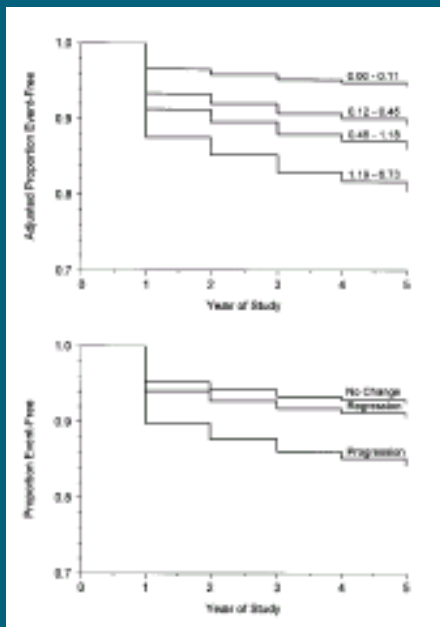 1.0
0.9
0.8
0.7
Adjusted Proportion Event-Free
0.00 - 0.11
0.12 - 0.45
0.46 - 1.18
1.19 - 5.73
0 1 2 3 4 5
Year of Study
1.0
0.9
0.8
0.7
Proportion Event-Free
No Change
Regression
Progression
0 1 2 3 4 5
Year of Study